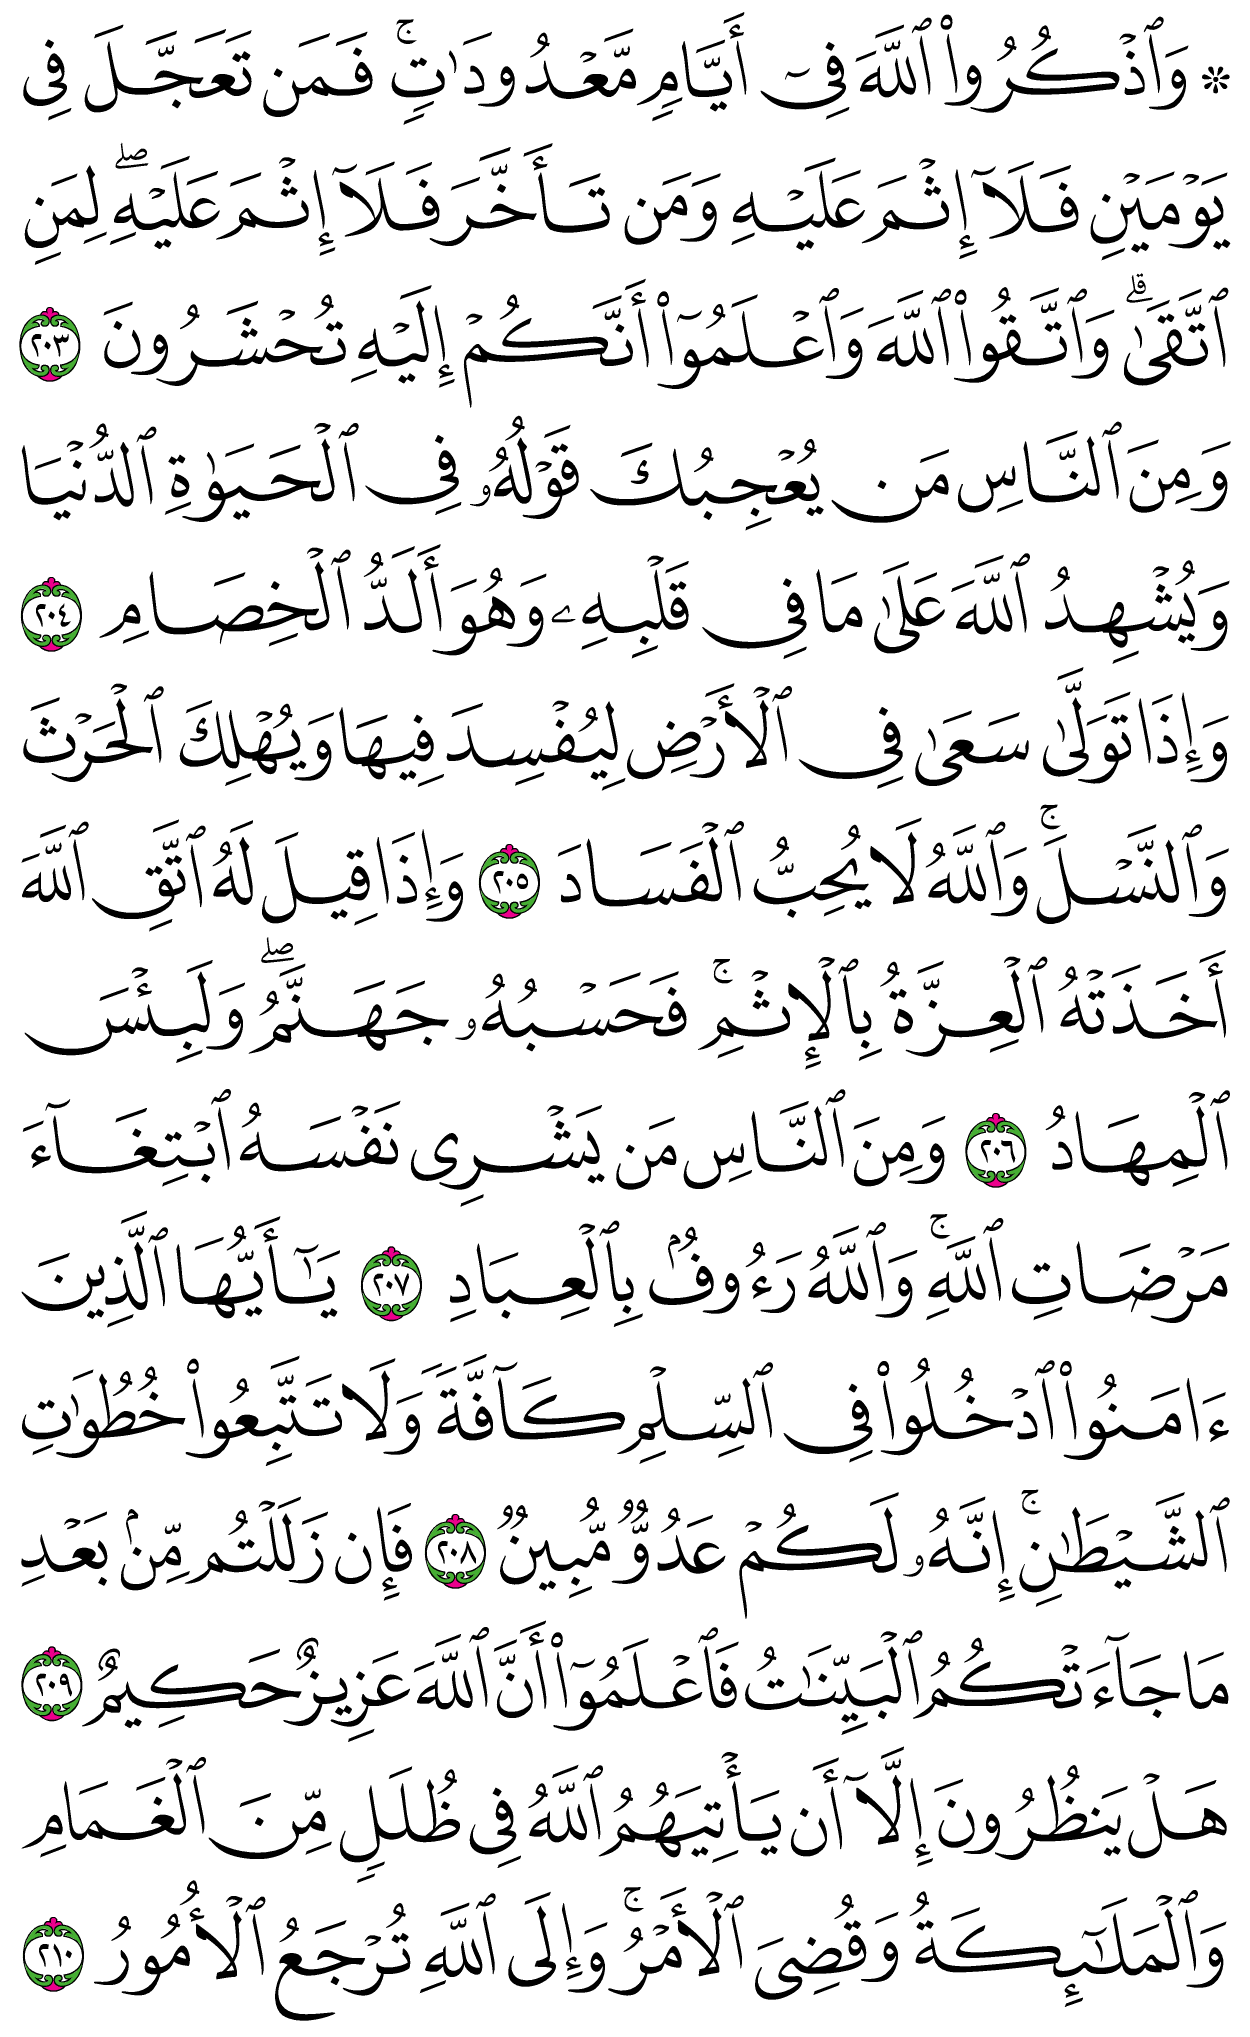 ۞ وَٱذْكُرُوا۟ ٱللَّهَ فِىٓ أَيَّامٍ مَّعْدُودَٰتٍ ۚ فَمَن تَعَجَّلَ فِى
يَوْمَيْنِ فَلَآ إِثْمَ عَلَيْهِ وَمَن تَأَخَّرَ فَلَآ إِثْمَ عَلَيْهِ ۖ لِمَنِ
ٱتَّقَىٰ ۗ وَٱتَّقُوا۟ ٱللَّهَ وَٱعْلَمُوٓا۟ أَنَّكُمْ إِلَيْهِ تُحْشَرُونَ ٢٠٣
وَمِنَ ٱلنَّاسِ مَن يُعْجِبُكَ قَوْلُهُۥ فِى ٱلْحَيَوٰةِ ٱلدُّنْيَا
وَيُشْهِدُ ٱللَّهَ عَلَىٰ مَا فِى قَلْبِهِۦ وَهُوَ أَلَدُّ ٱلْخِصَامِ ٢٠٤
وَإِذَا تَوَلَّىٰ سَعَىٰ فِى ٱلْأَرْضِ لِيُفْسِدَ فِيهَا وَيُهْلِكَ ٱلْحَرْثَ
وَٱلنَّسْلَ ۚ وَٱللَّهُ لَا يُحِبُّ ٱلْفَسَادَ ٢٠٥ وَإِذَا قِيلَ لَهُ ٱتَّقِ ٱللَّهَ
أَخَذَتْهُ ٱلْعِزَّةُ بِٱلْإِثْمِ ۚ فَحَسْبُهُۥ جَهَنَّمُ ۖ وَلَبِئْسَ
ٱلْمِهَادُ ٢٠٦ وَمِنَ ٱلنَّاسِ مَن يَشْرِى نَفْسَهُ ٱبْتِغَآءَ
مَرْضَاتِ ٱللَّهِ ۚ وَٱللَّهُ رَءُوفٌۢ بِٱلْعِبَادِ ٢٠٧ يَـٰٓأَيُّهَا ٱلَّذِينَ
ءَامَنُوا۟ ٱدْخُلُوا۟ فِى ٱلسِّلْمِ كَآفَّةً وَلَا تَتَّبِعُوا۟ خُطُوَٰتِ
ٱلشَّيْطَـٰنِ ۚ إِنَّهُۥ لَكُمْ عَدُوٌّ مُّبِينٌ ٢٠٨ فَإِن زَلَلْتُم مِّنۢ بَعْدِ
مَا جَآءَتْكُمُ ٱلْبَيِّنَـٰتُ فَٱعْلَمُوٓا۟ أَنَّ ٱللَّهَ عَزِيزٌ حَكِيمٌ ٢٠٩
هَلْ يَنظُرُونَ إِلَّآ أَن يَأْتِيَهُمُ ٱللَّهُ فِى ظُلَلٍ مِّنَ ٱلْغَمَامِ
وَٱلْمَلَـٰٓئِكَةُ وَقُضِىَ ٱلْأَمْرُ ۚ وَإِلَى ٱللَّهِ تُرْجَعُ ٱلْأُمُورُ ٢١٠